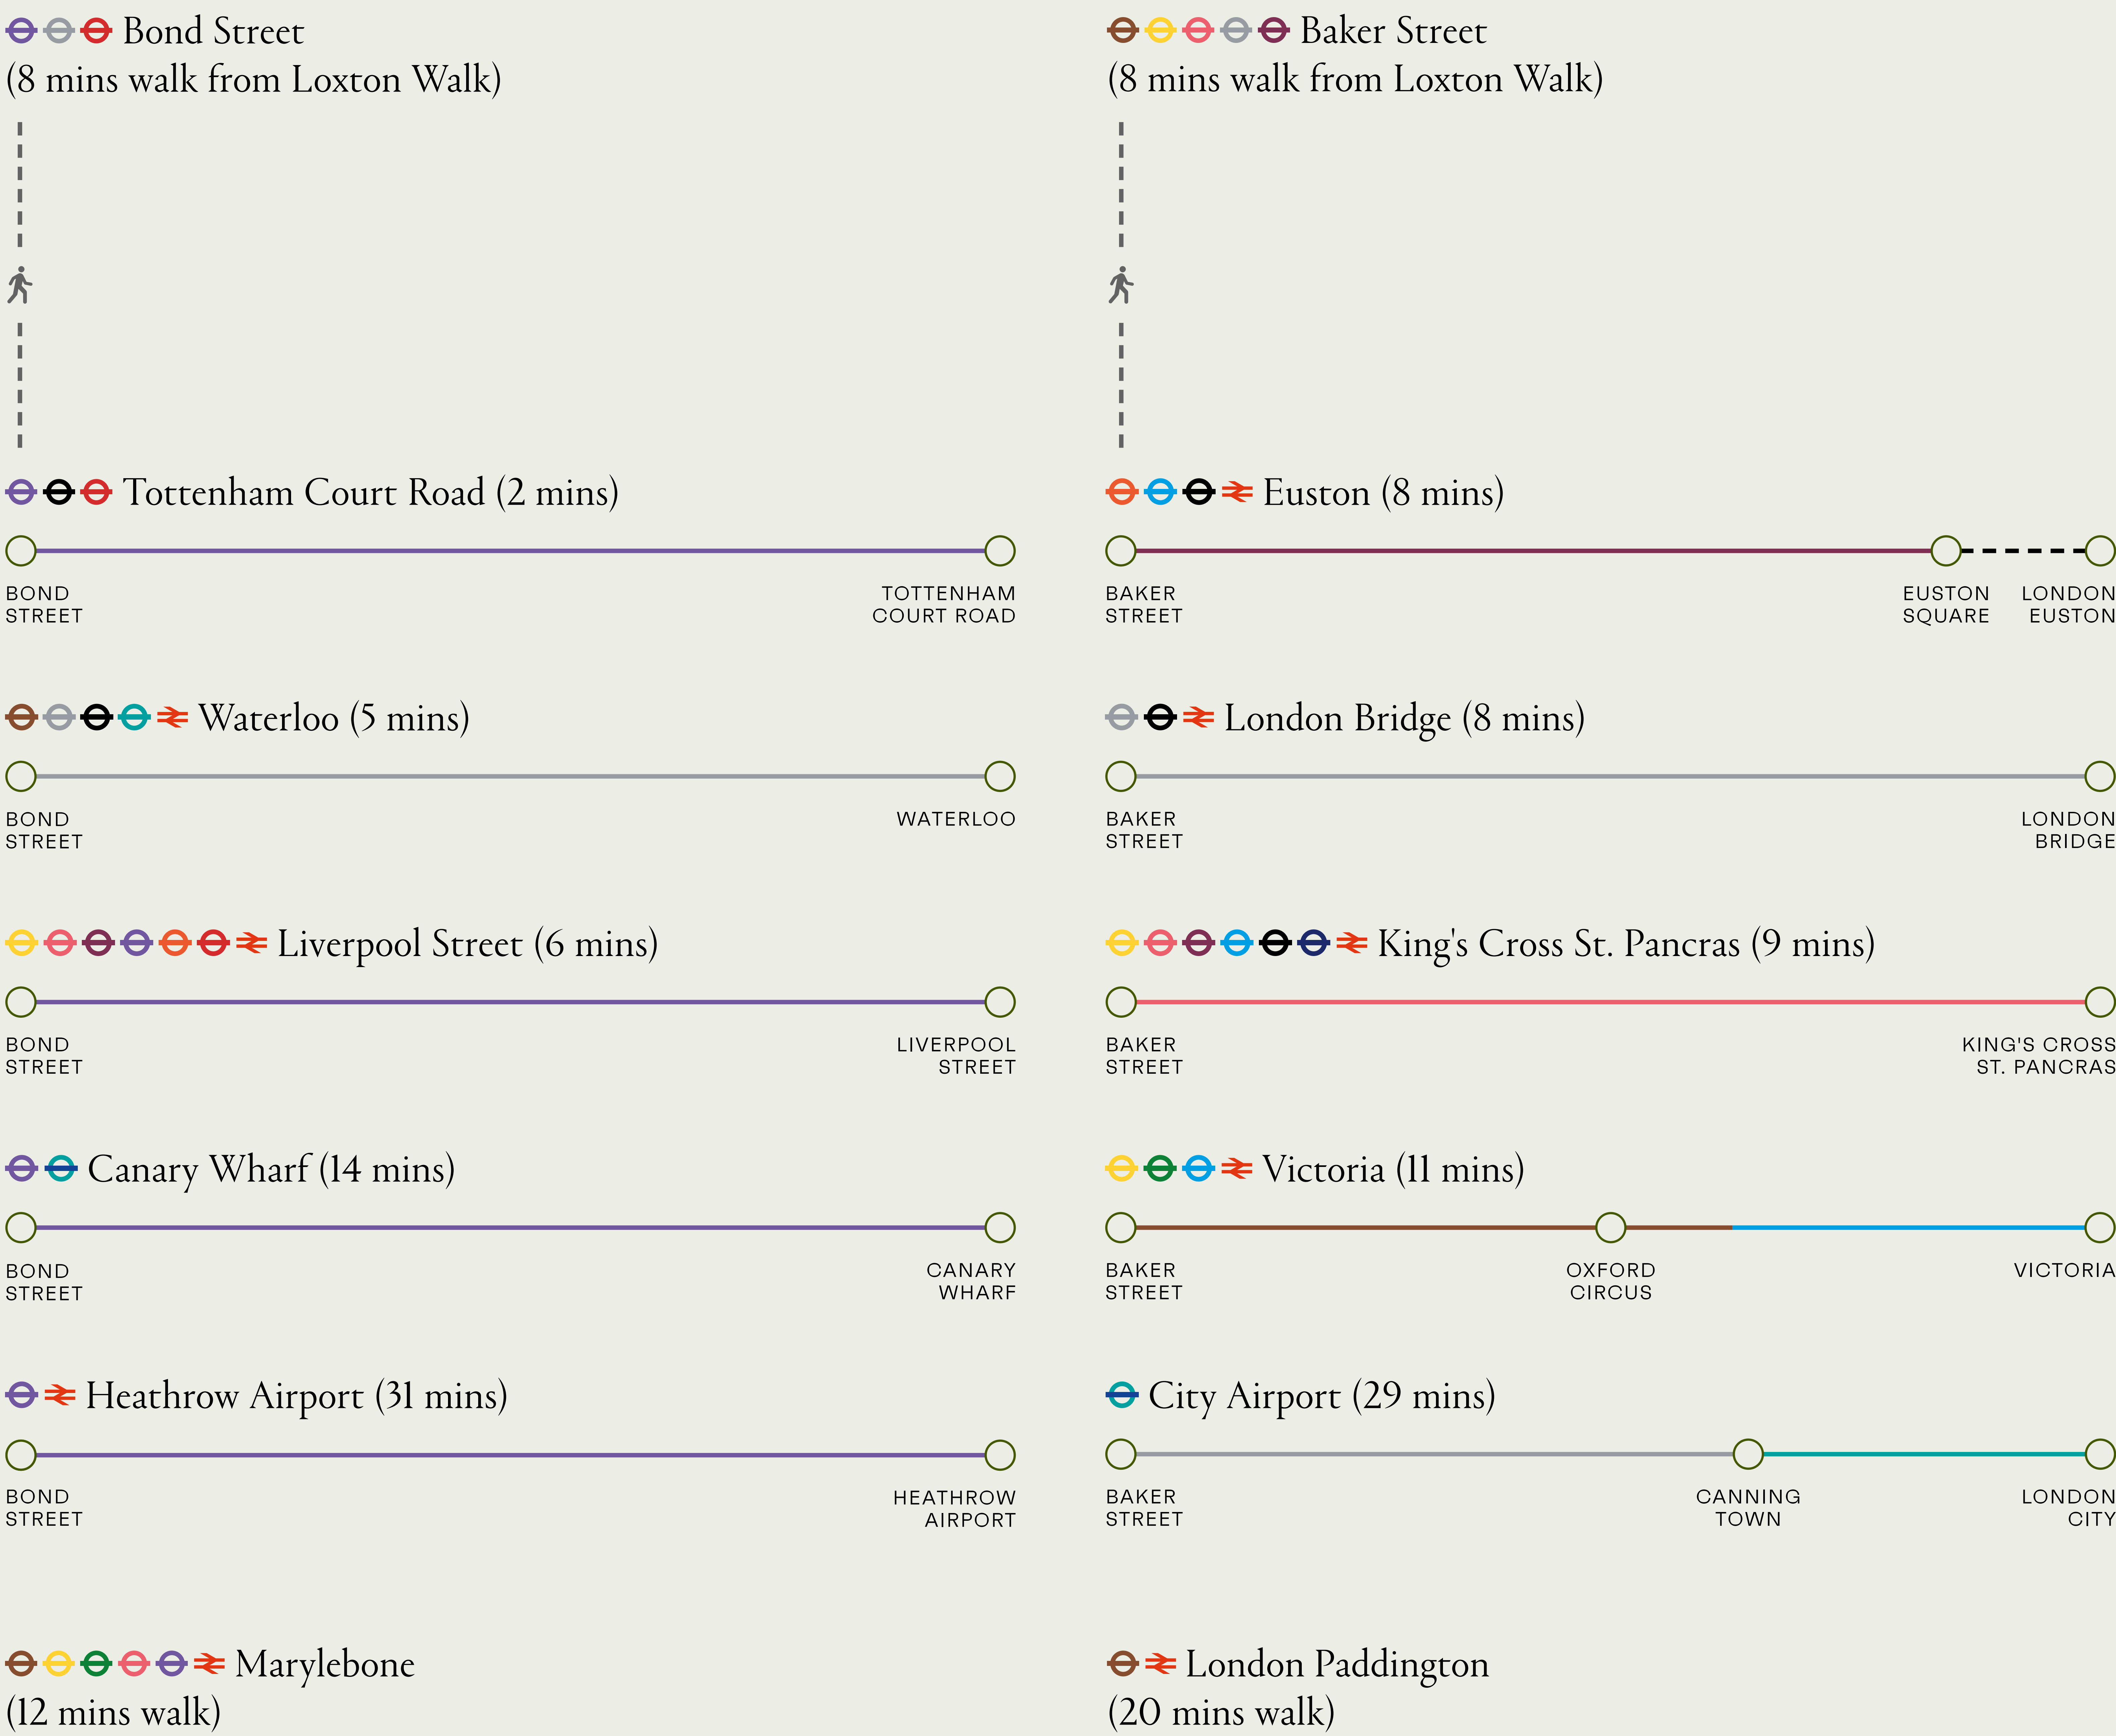 Bond Street
(8 mins walk from Loxton Walk)
Tottenham Court Road (2 mins)
BOND
STREET
TOTTENHAM
COURT ROAD
Waterloo (5 mins)
BOND
STREET
WATERLOO
Liverpool Street (6 mins)
BOND
STREET
LIVERPOOL
STREET
Canary Wharf (14 mins)
BOND
STREET
CANARY
WHARF
Heathrow Airport (31 mins)
BOND
STREET
HEATHROW
AIRPORT
Marylebone
(12 mins walk)
Baker Street
(8 mins walk from Loxton Walk)
Euston (8 mins)
BAKER
STREET
EUSTON
SQUARE
LONDON
EUSTON
London Bridge (8 mins)
BAKER
STREET
LONDON
BRIDGE
King's Cross St. Pancras (9 mins)
BAKER
STREET
KING'S CROSS
ST. PANCRAS
Victoria (11 mins)
BAKER
STREET
OXFORD
CIRCUS
VICTORIA
City Airport (29 mins)
BAKER
STREET
CANNING
TOWN
LONDON
CITY
London Paddington
(20 mins walk)